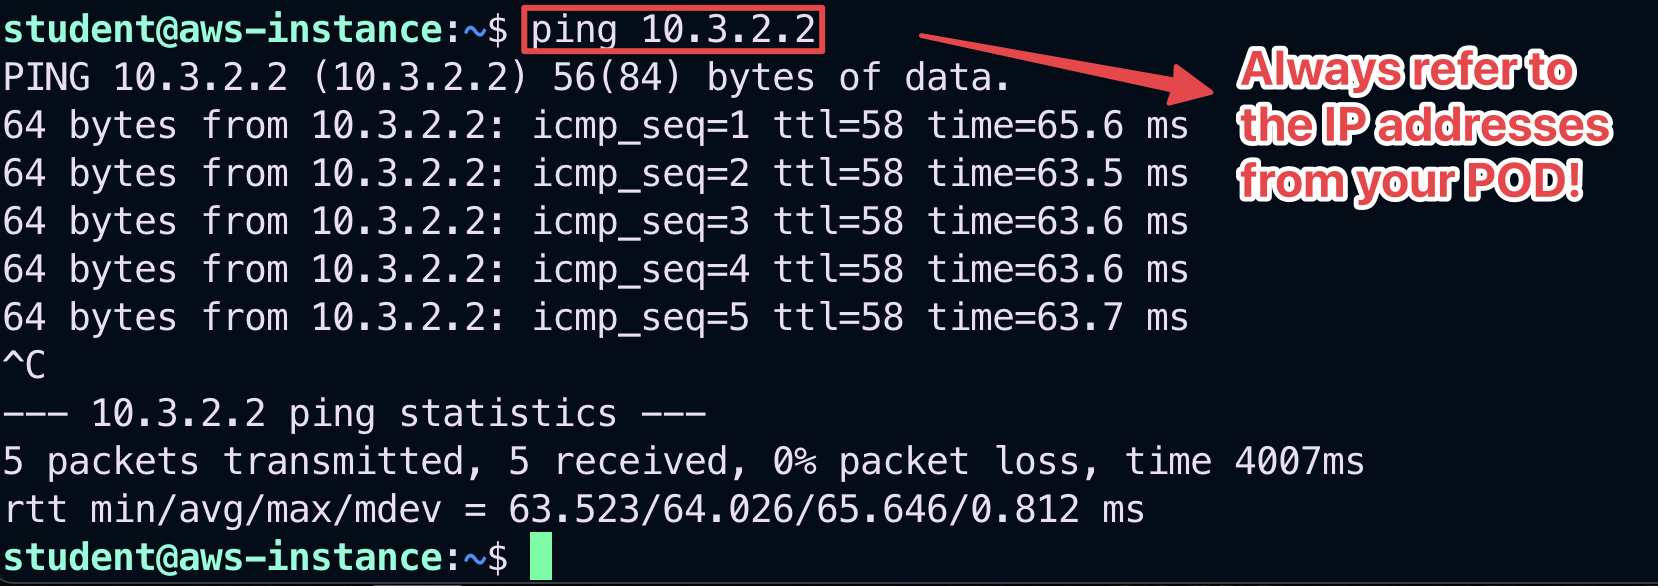 student@aws-instance:~$ ping 10.3.2.2
PING 10.3.2.2 (10.3.2.2) 56(84) bytes of data.
64 bytes from 10.3.2.2: icmp_seq=1 ttl=58 time=65.6 ms
64 bytes from 10.3.2.2: icmp_seq=2 ttl=58 time=63.5 ms
64 bytes from 10.3.2.2: icmp_seq=3 ttl=58 time=63.6 ms
64 bytes from 10.3.2.2: icmp_seq=4 ttl=58 time=63.6 ms
64 bytes from 10.3.2.2: icmp_seq=5 ttl=58 time=63.7 ms
^C
--- 10.3.2.2 ping statistics ---
5 packets transmitted, 5 received, 0% packet loss, time 4007ms
rtt min/avg/max/mdev = 63.523/64.026/65.646/0.812 ms
student@aws-instance:~$
Always refer to
the IP addresses
from your POD!